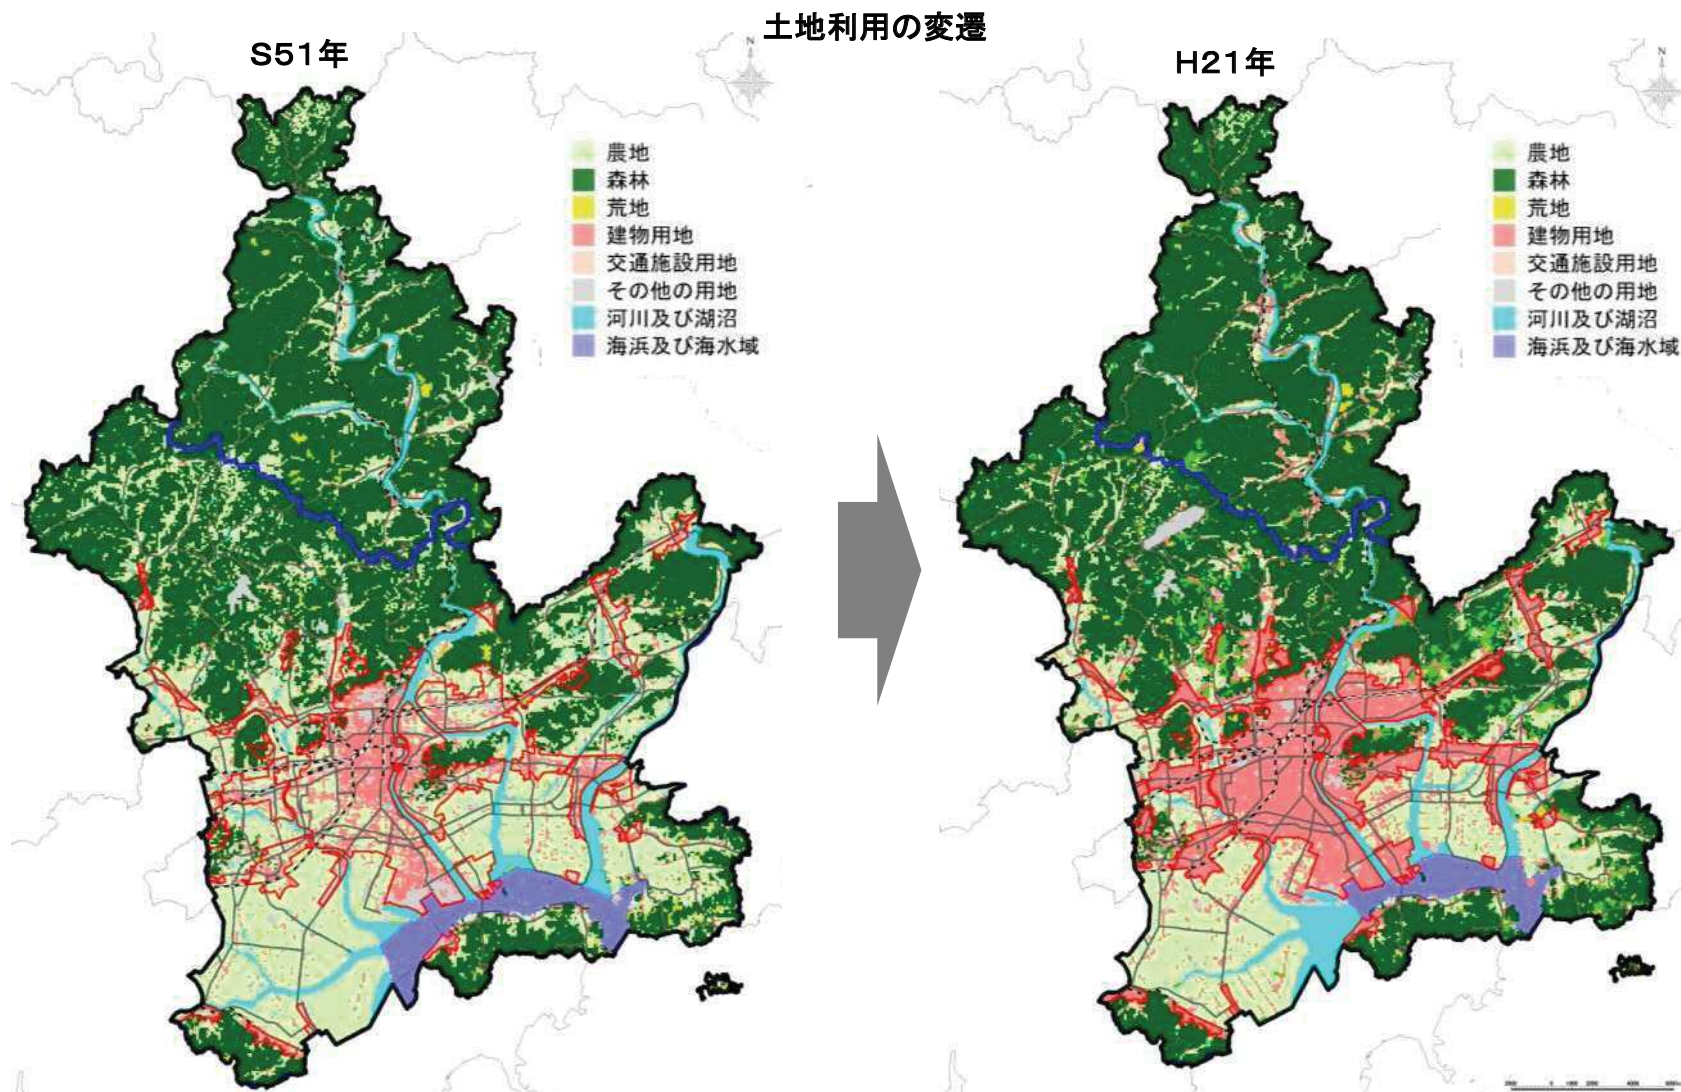 土地利用の変遷
S51年
N
農地
森林
荒地
建物用地
交通施設用地
その他の用地
河川及び湖沼
海浜及び海水域
H21年
N
農地
森林
荒地
建物用地
交通施設用地
その他の用地
河川及び湖沼
海浜及び海水域